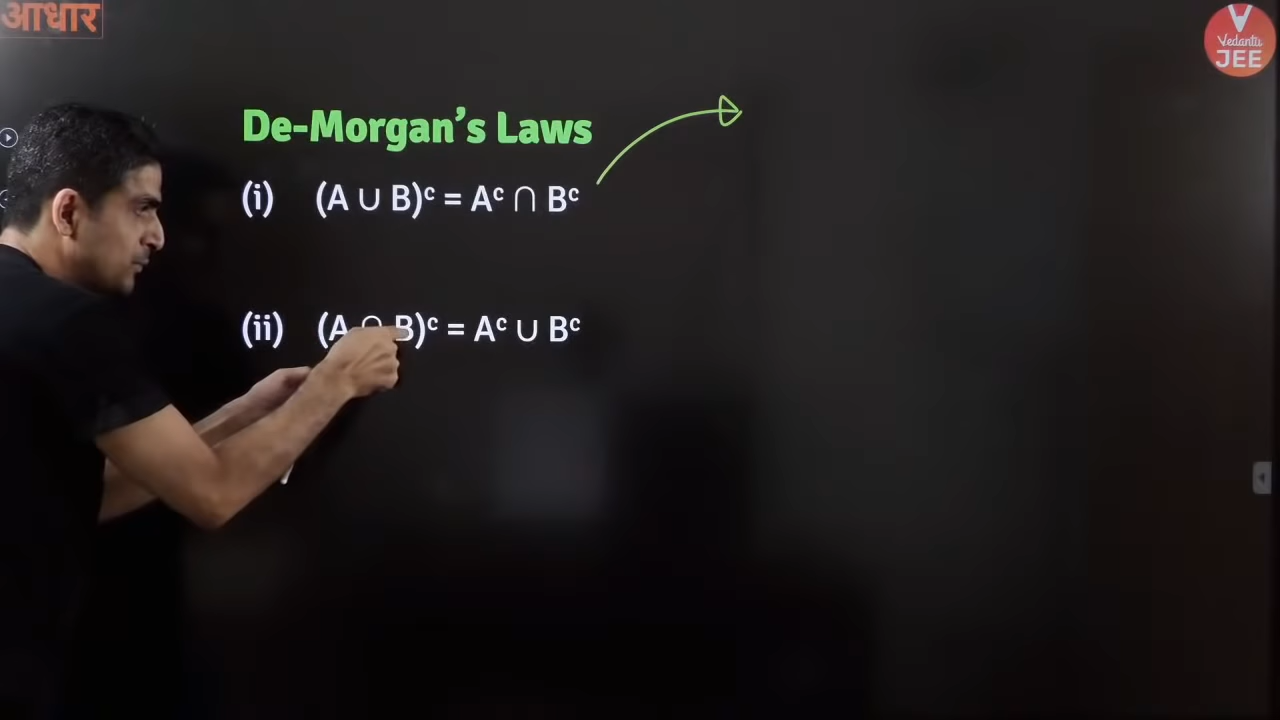 आधार
Vedantu
JEE
De-Morgan's Laws
(i) (A ∪ B)ᶜ = Aᶜ ∩ Bᶜ
(ii) (A ∩ B)ᶜ = Aᶜ ∪ Bᶜ